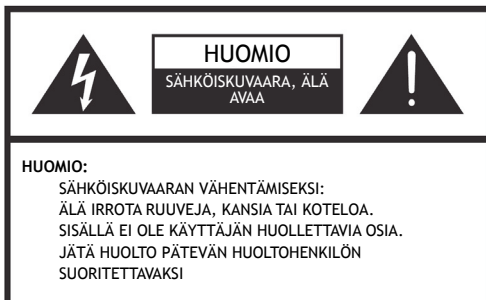 HUOMIO
SÄHKÖISKUVAARA, ÄLÄ
AVAA
HUOMIO:
SÄHKÖISKUVAARAN VÄHENTÄMISEKSI:
ÄLÄ IRROTA RUUVEJA, KANSIA TAI KOTELOA.
SISÄLLÄ EI OLE KÄYTTÄJÄN HUOLLETTAVIA OSIA.
JÄTÄ HUOLTO PÄTEVÄN HUOLTOHENKILÖN
SUORITETTAVAKSI